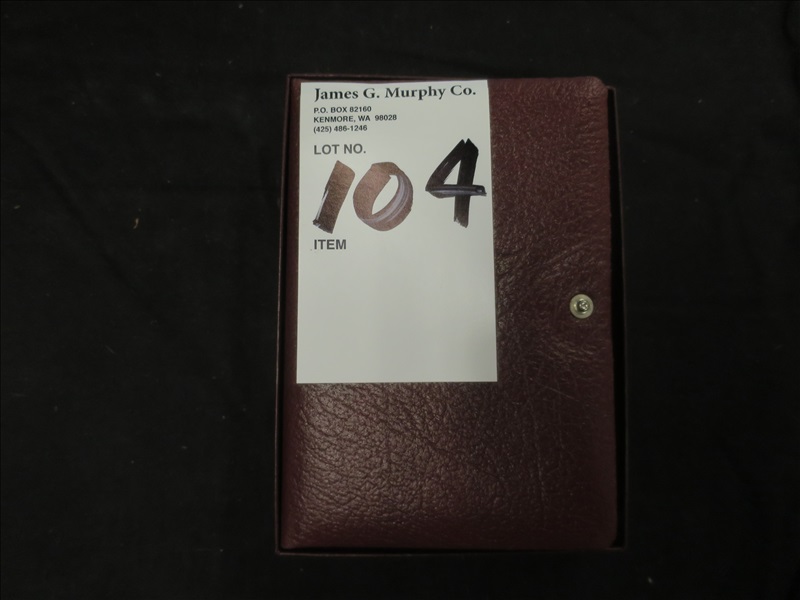 James G. Murphy Co.
P.O. BOX 82160
KENMORE, WA 98028
(425) 486-1246
LOT NO.
104
ITEM